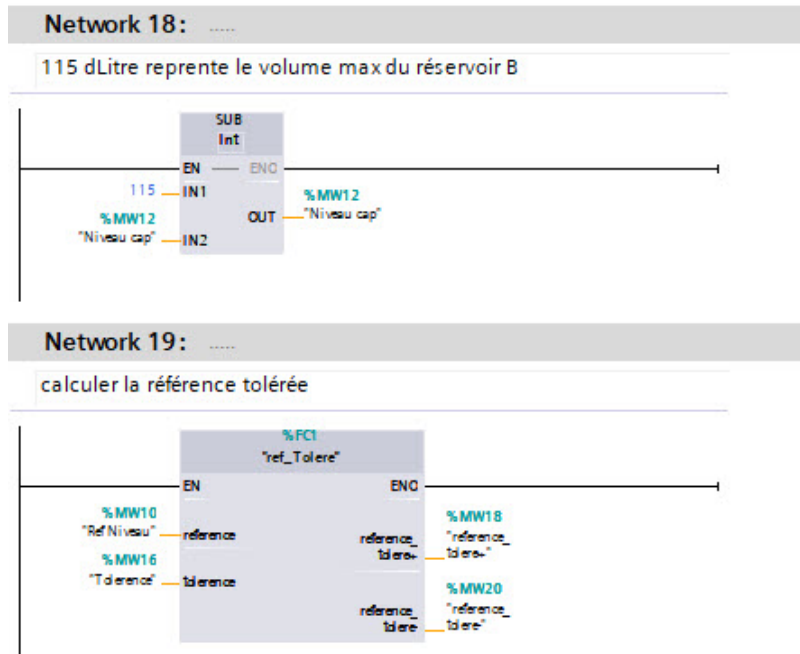 Network 18: .....
115 dLitre reprente le volume max du réservoir B
SUB
Int
EN ENO
115 IN1
%MW12
"Niveau cap" IN2
%MW12
OUT "Niveau cap"
Network 19: .....
calculer la référence tolérée
%FC1
"ref_Tolere"
EN ENO
%MW10
"Ref Niveau" reference
%MW16
"Tolerence" tolerence
reference_
tolere+
%MW18
"reference_
tolere+"
reference_
tolere-
%MW20
"reference_
tolere-"